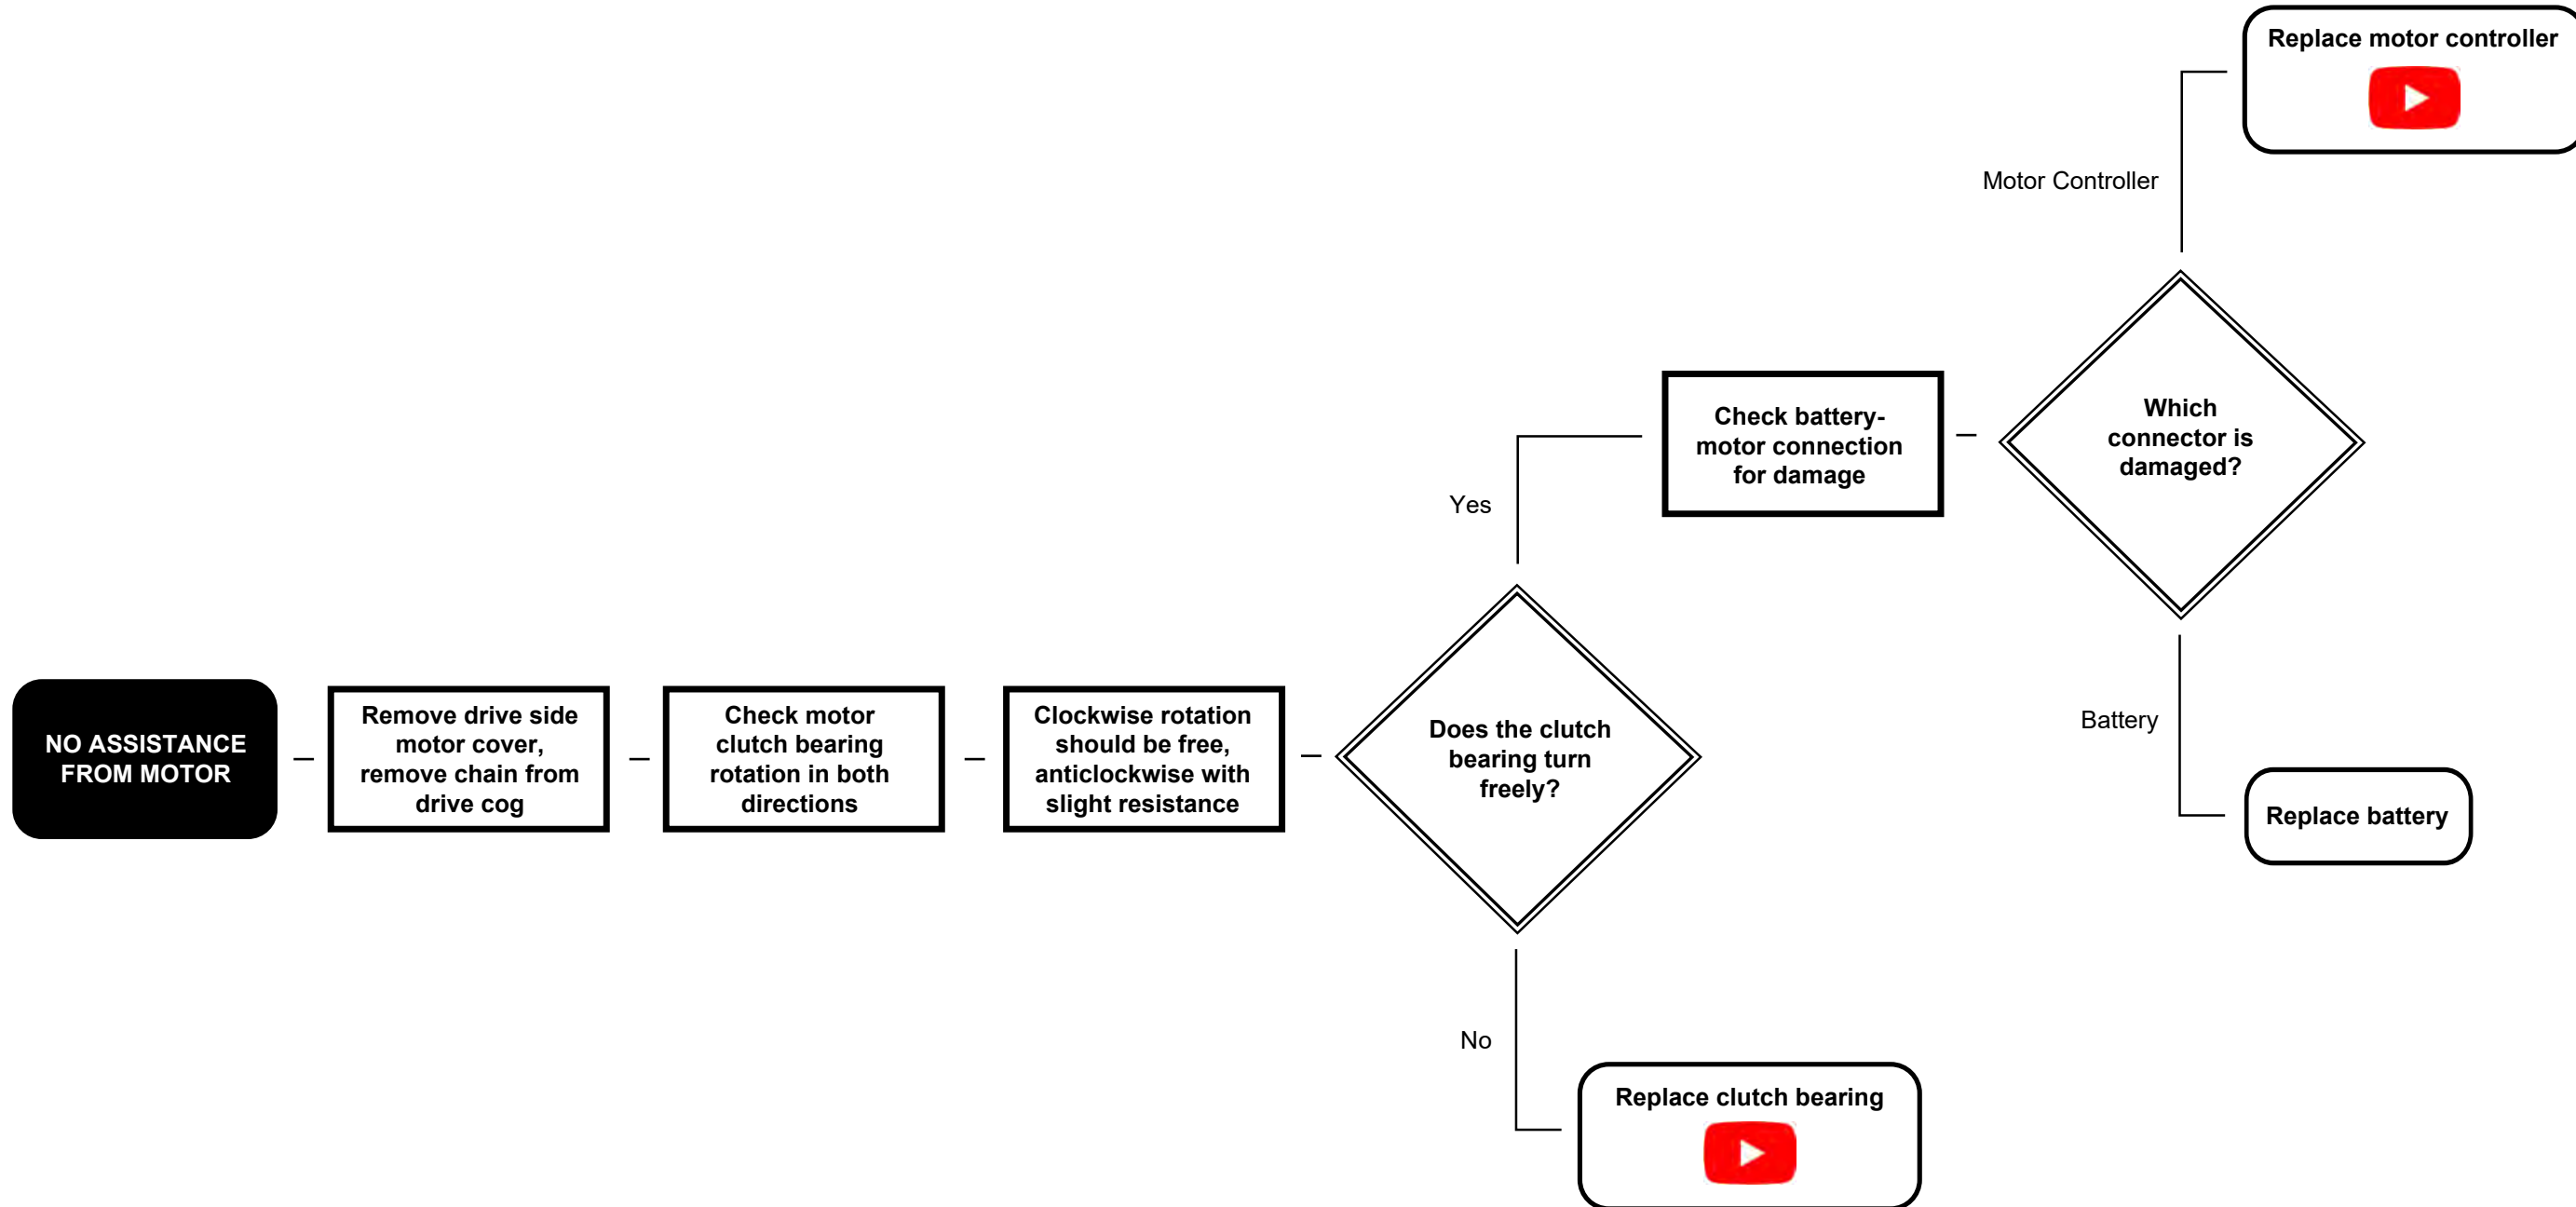 NO ASSISTANCE
FROM MOTOR
Remove drive side
motor cover,
remove chain from
drive cog
Check motor
clutch bearing
rotation in both
directions
Clockwise rotation
should be free,
anticlockwise with
slight resistance
Does the clutch
bearing turn
freely?
Yes
Check battery-
motor connection
for damage
Which
connector is
damaged?
Motor Controller
Replace motor controller
Battery
Replace battery
No
Replace clutch bearing